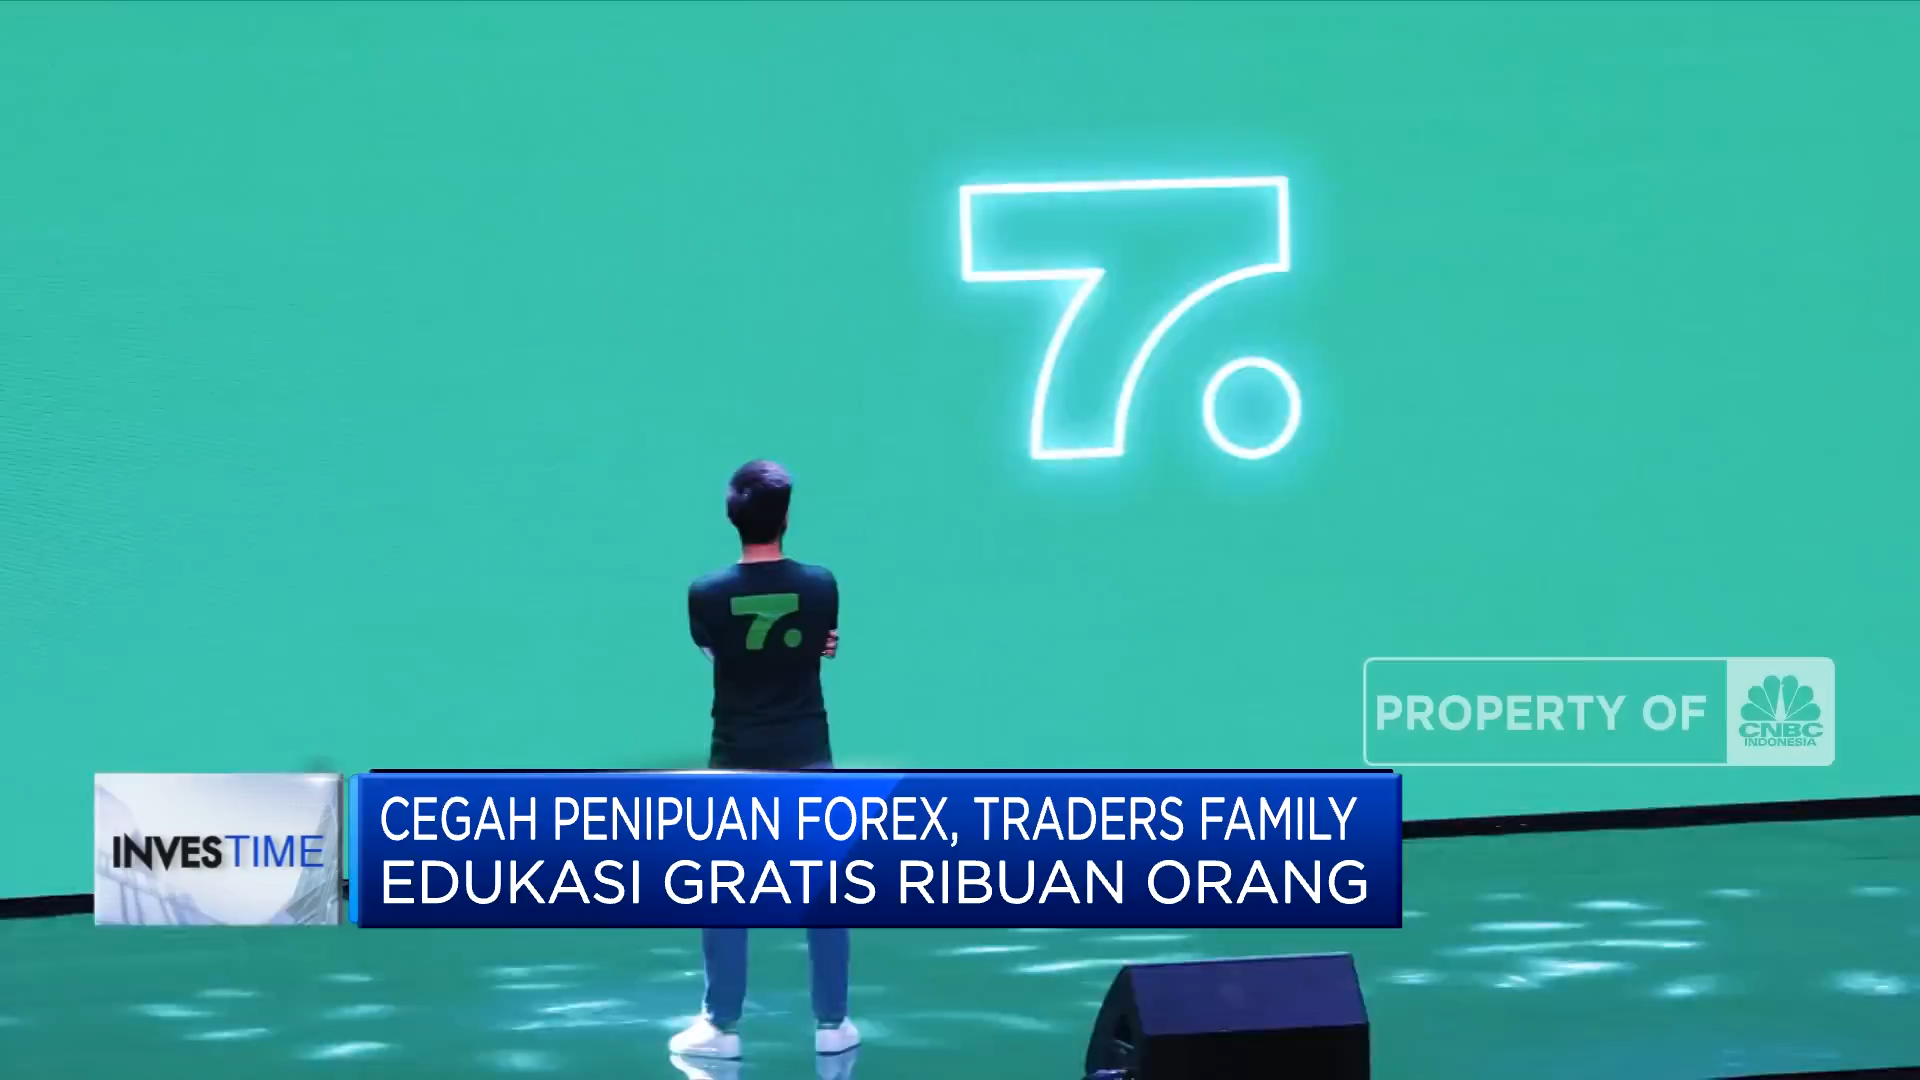 PROPERTY OF
CNBC
INDONESIA
INVESTIME
CEGAH PENIPUAN FOREX, TRADERS FAMILY
EDUKASI GRATIS RIBUAN ORANG